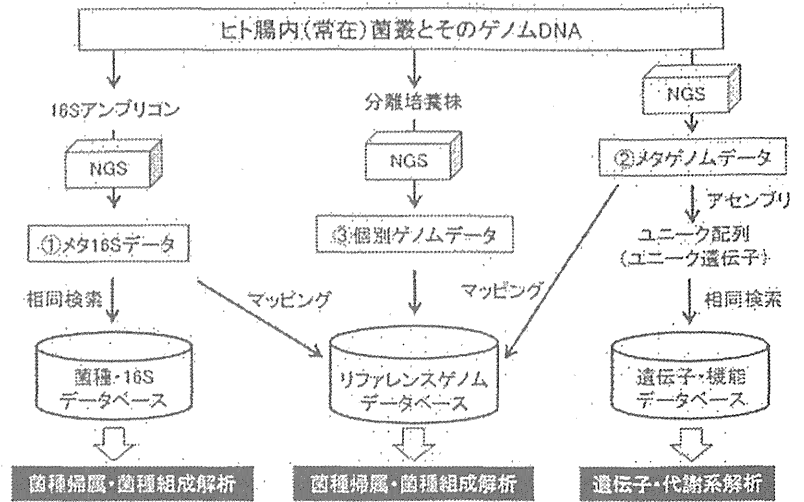 ヒト腸内(常在)菌叢とそのゲノムDNA
16Sアンプリコン
分離培養株
NGS
NGS
NGS
②メタゲノムデータ
アセンブリ
①メタ16Sデータ
③個別ゲノムデータ
ユニーク配列
(ユニーク遺伝子)
相同検索
マッピング
マッピング
相同検索
菌種・16S
データベース
リファレンスゲノム
データベース
遺伝子・機能
データベース
菌種帰属・菌種組成解析
菌種帰属・菌種組成解析
遺伝子・代謝系解析